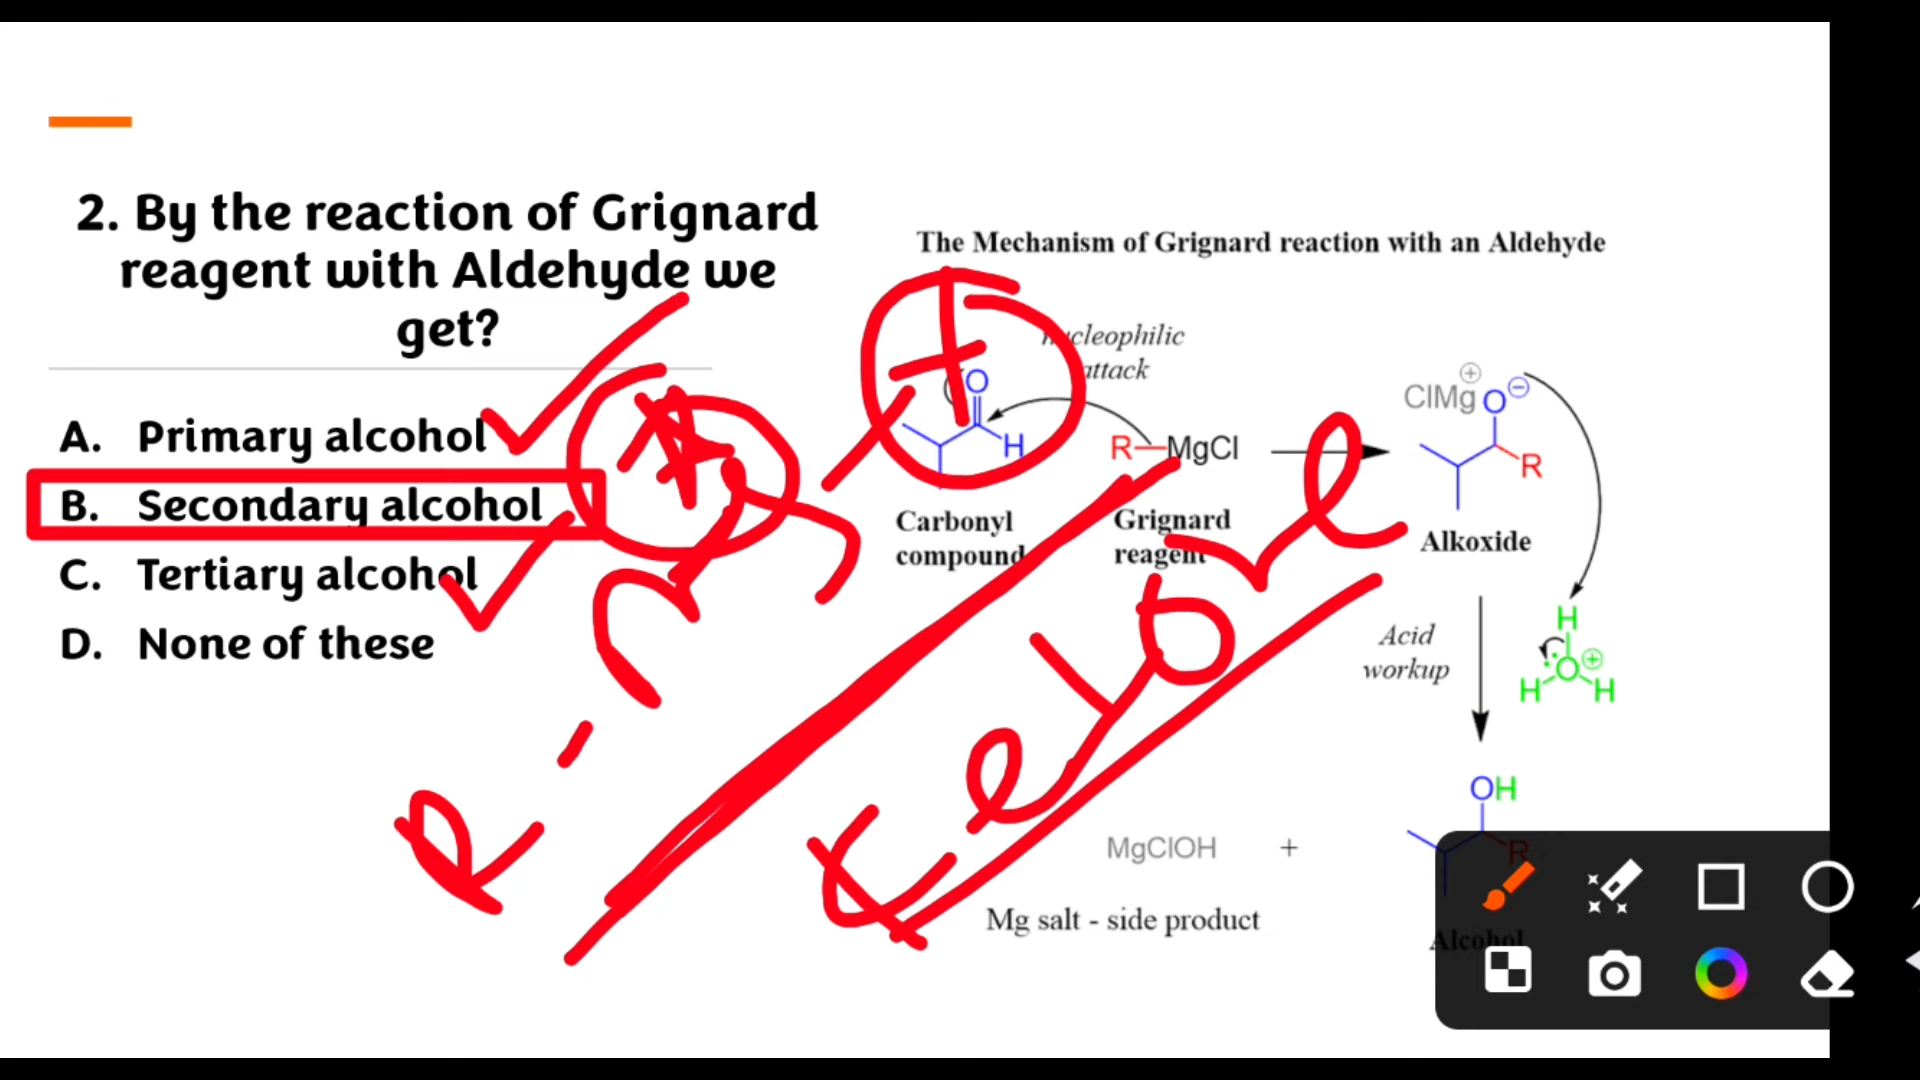 2. By the reaction of Grignard
reagent with Aldehyde we
get?
A. Primary alcohol
B. Secondary alcohol
C. Tertiary alcohol
D. None of these
The Mechanism of Grignard reaction with an Aldehyde
attack
O
H
R—MgCl
Carbonyl
compound
Grignard
reagent
ClMg⊕ O⊖
R
Alkoxide
Acid
workup
H
O⊕
H H
OH
R
MgClOH +
Mg salt - side product
Alcohol